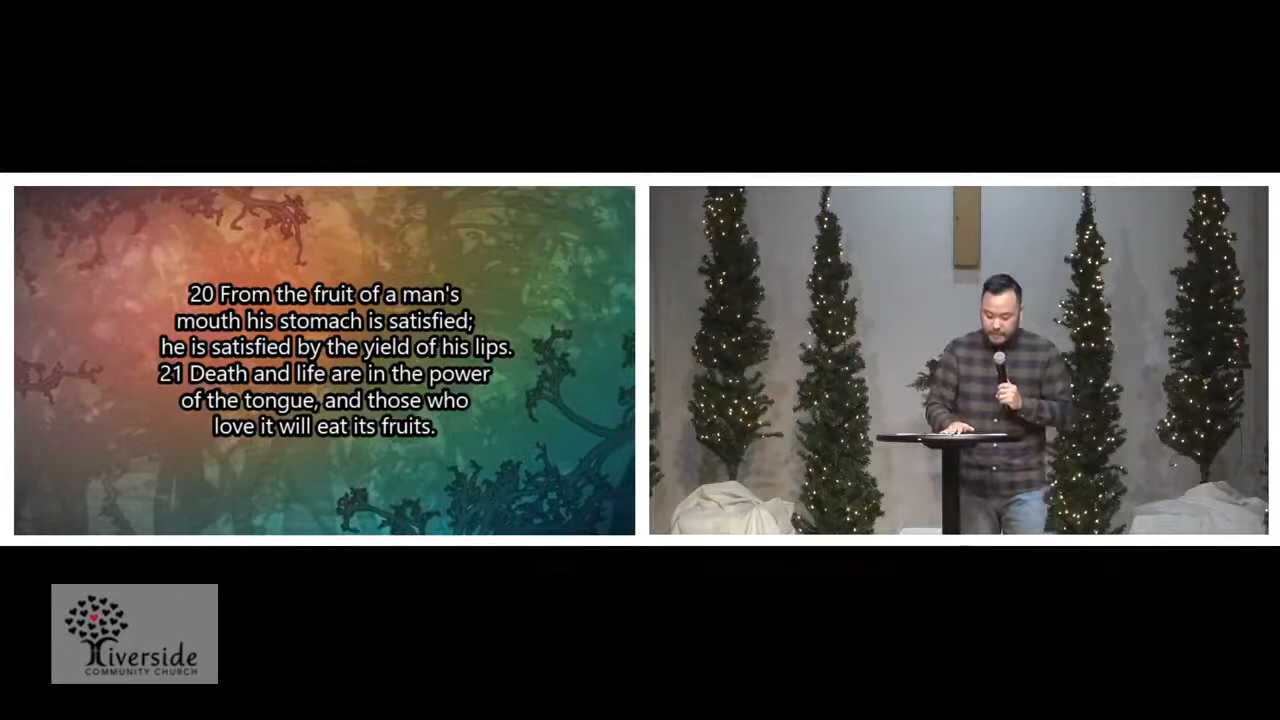 20 From the fruit of a man's
mouth his stomach is satisfied;
he is satisfied by the yield of his lips.
21 Death and life are in the power
of the tongue, and those who
love it will eat its fruits.
Riverside
COMMUNITY CHURCH